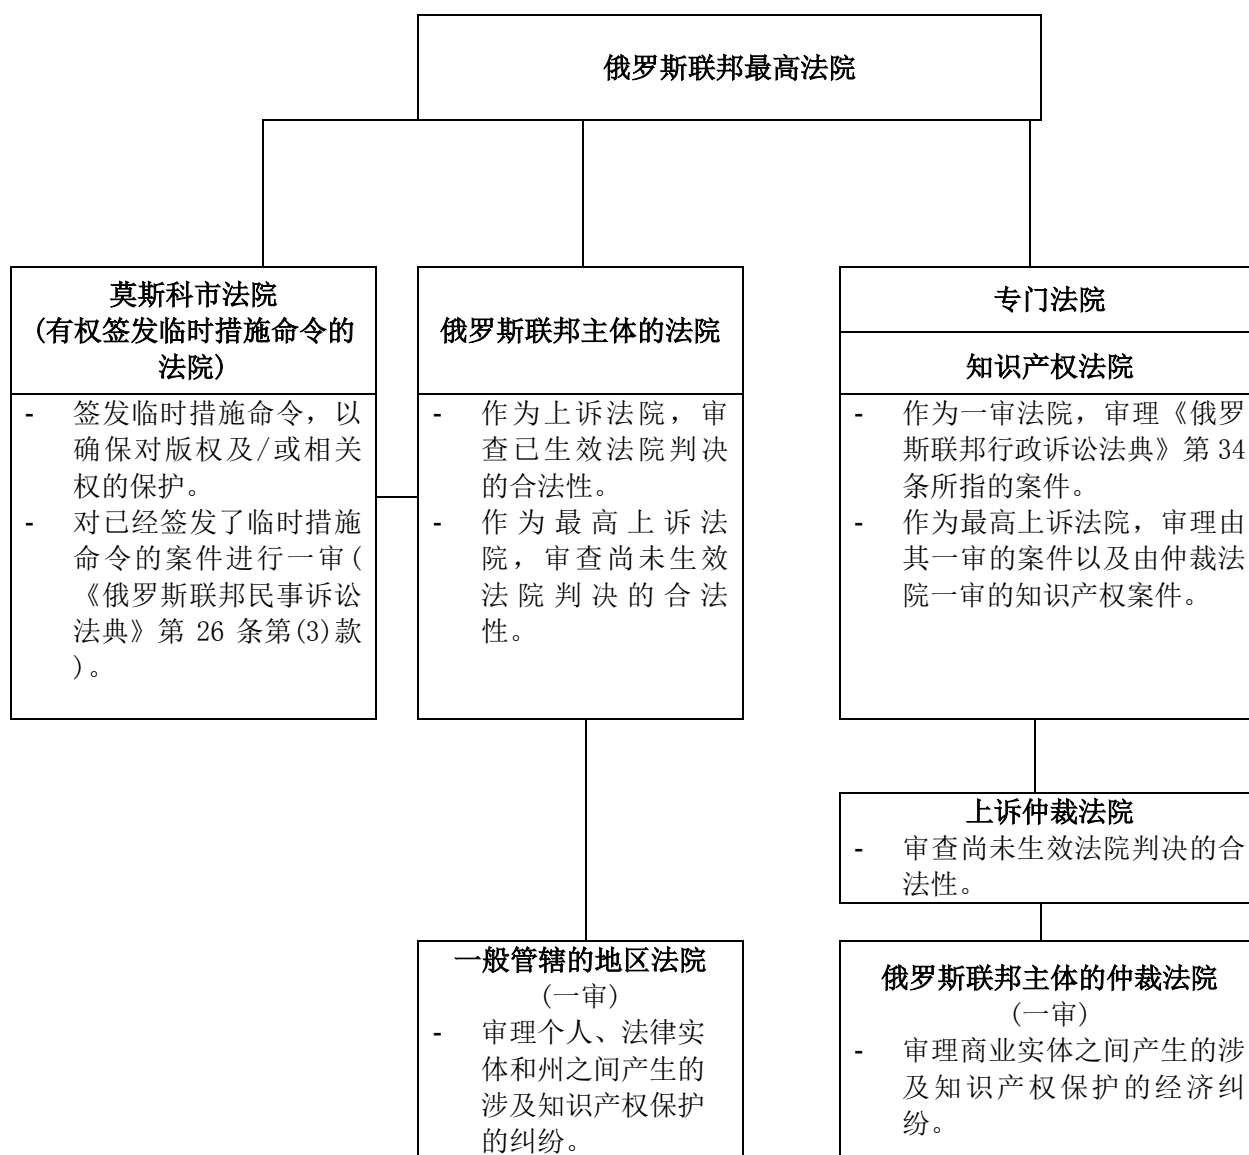 俄罗斯联邦最高法院
莫斯科市法院
(有权签发临时措施命令的
法院)
- 签发临时措施命令，以
确保对版权及/或相关
权的保护。
- 对已经签发了临时措施
命令的案件进行一审(
《俄罗斯联邦民事诉讼
法典》第 26 条第(3)款
)。
俄罗斯联邦主体的法院
- 作为上诉法院，审
查已生效法院判决
的合法性。
- 作为最高上诉法
院，审查尚未生效
法院判决的合法
性。
专门法院
知识产权法院
- 作为一审法院，审理《俄罗
斯联邦行政诉讼法典》第 34
条所指的案件。
- 作为最高上诉法院，审理由
其一审的案件以及由仲裁法
院一审的知识产权案件。
上诉仲裁法院
- 审查尚未生效法院判决的合
法性。
一般管辖的地区法院
(一审)
- 审理个人、法律实
体和州之间产生的
涉及知识产权保护
的纠纷。
俄罗斯联邦主体的仲裁法院
(一审)
- 审理商业实体之间产生的涉
及知识产权保护的经济纠
纷。